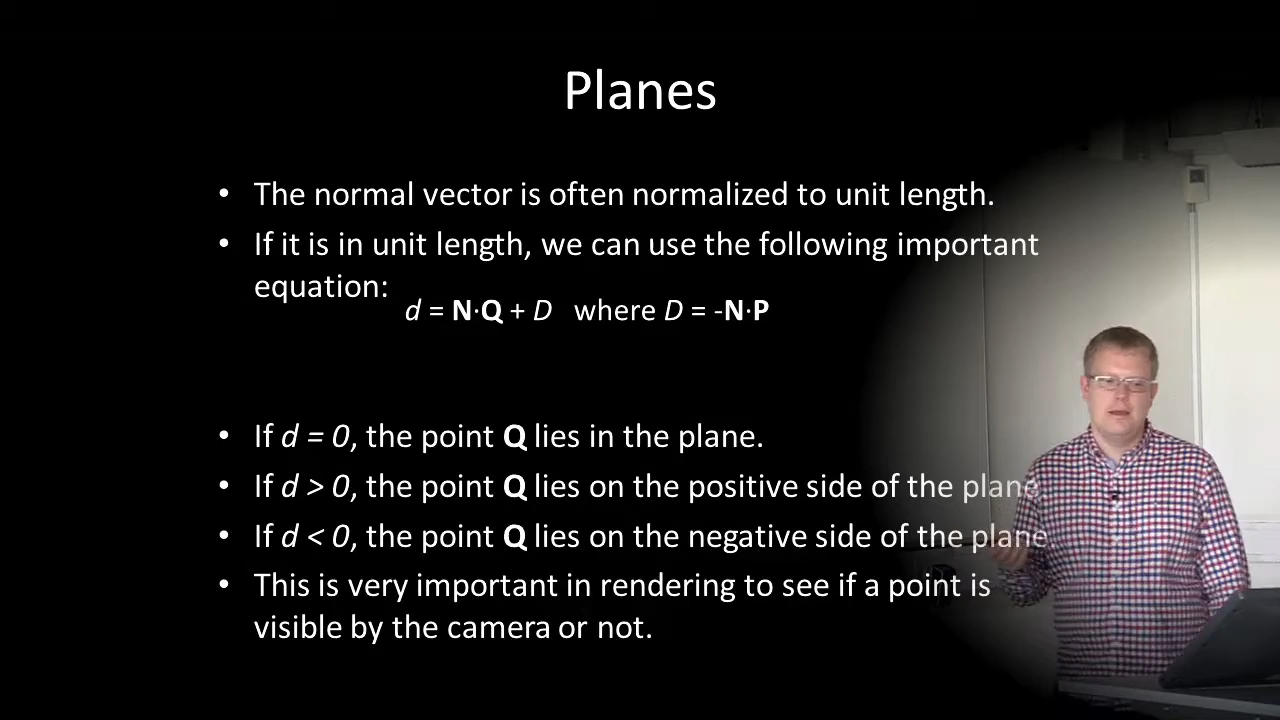 Planes
• The normal vector is often normalized to unit length.
• If it is in unit length, we can use the following important
equation:
d = N·Q + D where D = -N·P
• If d = 0, the point Q lies in the plane.
• If d > 0, the point Q lies on the positive side of the plane
• If d < 0, the point Q lies on the negative side of the plane
• This is very important in rendering to see if a point is
visible by the camera or not.